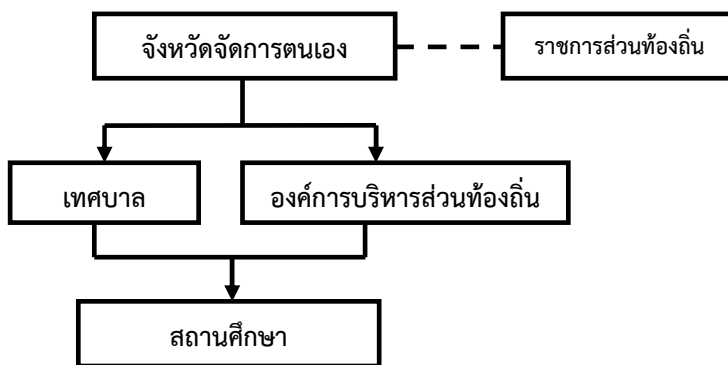 จังหวัดจัดการตนเอง
ราชการส่วนท้องถิ่น
เทศบาล
องค์การบริหารส่วนท้องถิ่น
สถานศึกษา